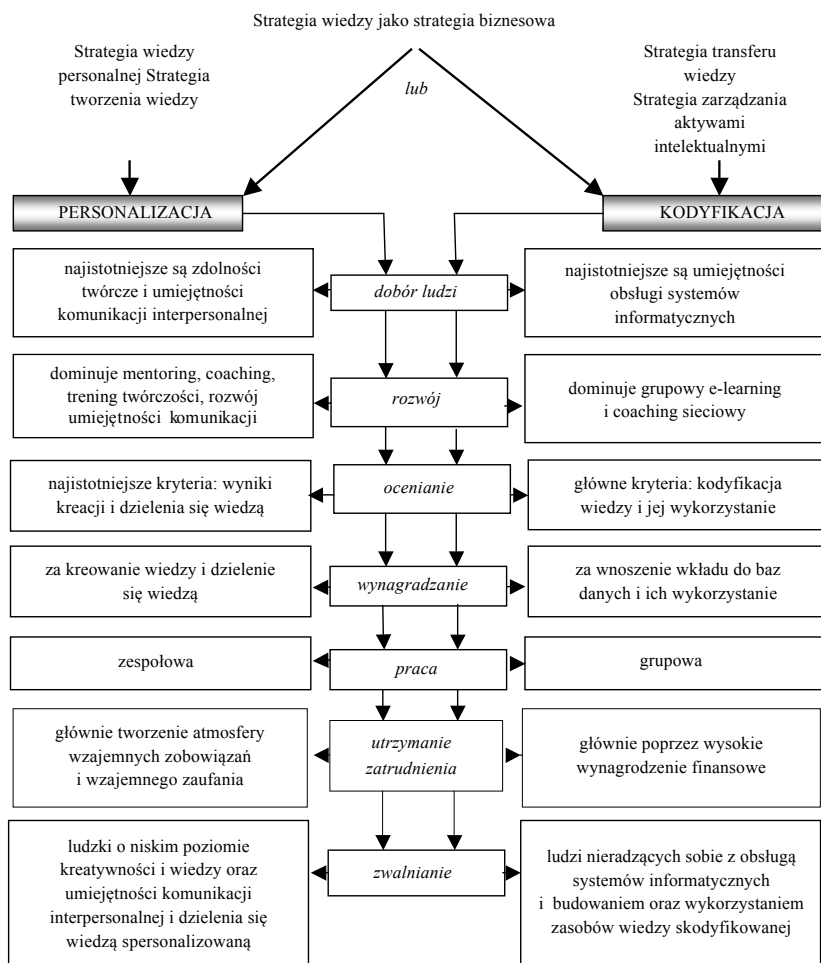 Strategia wiedzy jako strategia biznesowa
Strategia wiedzy
personalnej Strategia
tworzenia wiedzy
lub
Strategia transferu
wiedzy
Strategia zarządzania
aktywami
intelektualnymi
PERSONALIZACJA
KODYFIKACJA
najistotniejsze są zdolności
twórcze i umiejętności
komunikacji interpersonalnej
dobór ludzi
najistotniejsze są umiejętności
obsługi systemów
informatycznych
dominuje mentoring, coaching,
trening twórczości, rozwój
umiejętności komunikacji
rozwój
dominuje grupowy e-learning
i coaching sieciowy
najistotniejsze kryteria: wyniki
kreacji i dzielenia się wiedzą
ocenianie
główne kryteria: kodyfikacja
wiedzy i jej wykorzystanie
za kreowanie wiedzy i dzielenie
się wiedzą
wynagradzanie
za wnoszenie wkładu do baz
danych i ich wykorzystanie
zespołowa
praca
grupowa
głównie tworzenie atmosfery
wzajemnych zobowiązań
i wzajemnego zaufania
utrzymanie
zatrudnienia
głównie poprzez wysokie
wynagrodzenie finansowe
ludzki o niskim poziomie
kreatywności i wiedzy oraz
umiejętności komunikacji
interpersonalnej i dzielenia się
wiedzą spersonalizowaną
zwalnianie
ludzi nieradzących sobie z obsługą
systemów informatycznych
i budowaniem oraz wykorzystaniem
zasobów wiedzy skodyfikowanej